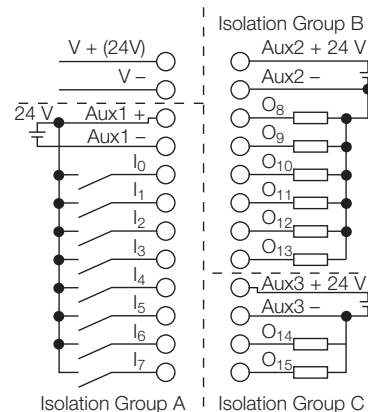 Isolation Group B
V + (24V)
V –
24 V
Aux1 +
Aux1 –
I0
I1
I2
I3
I4
I5
I6
I7
Isolation Group A
Aux2 + 24 V
Aux2 –
O8
O9
O10
O11
O12
O13
Aux3 + 24 V
Aux3 –
O14
O15
Isolation Group C